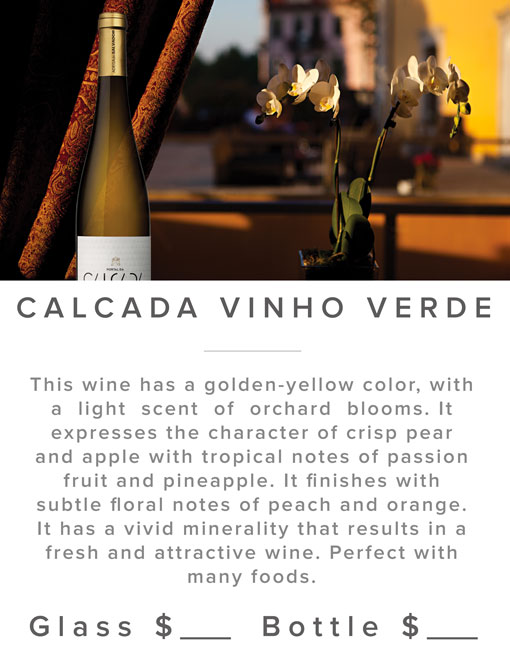 PORTAL DA
CALCADA
CALCADA VINHO VERDE
This wine has a golden-yellow color, with
a light scent of orchard blooms. It
expresses the character of crisp pear
and apple with tropical notes of passion
fruit and pineapple. It finishes with
subtle floral notes of peach and orange.
It has a vivid minerality that results in a
fresh and attractive wine. Perfect with
many foods.
Glass $___ Bottle $___